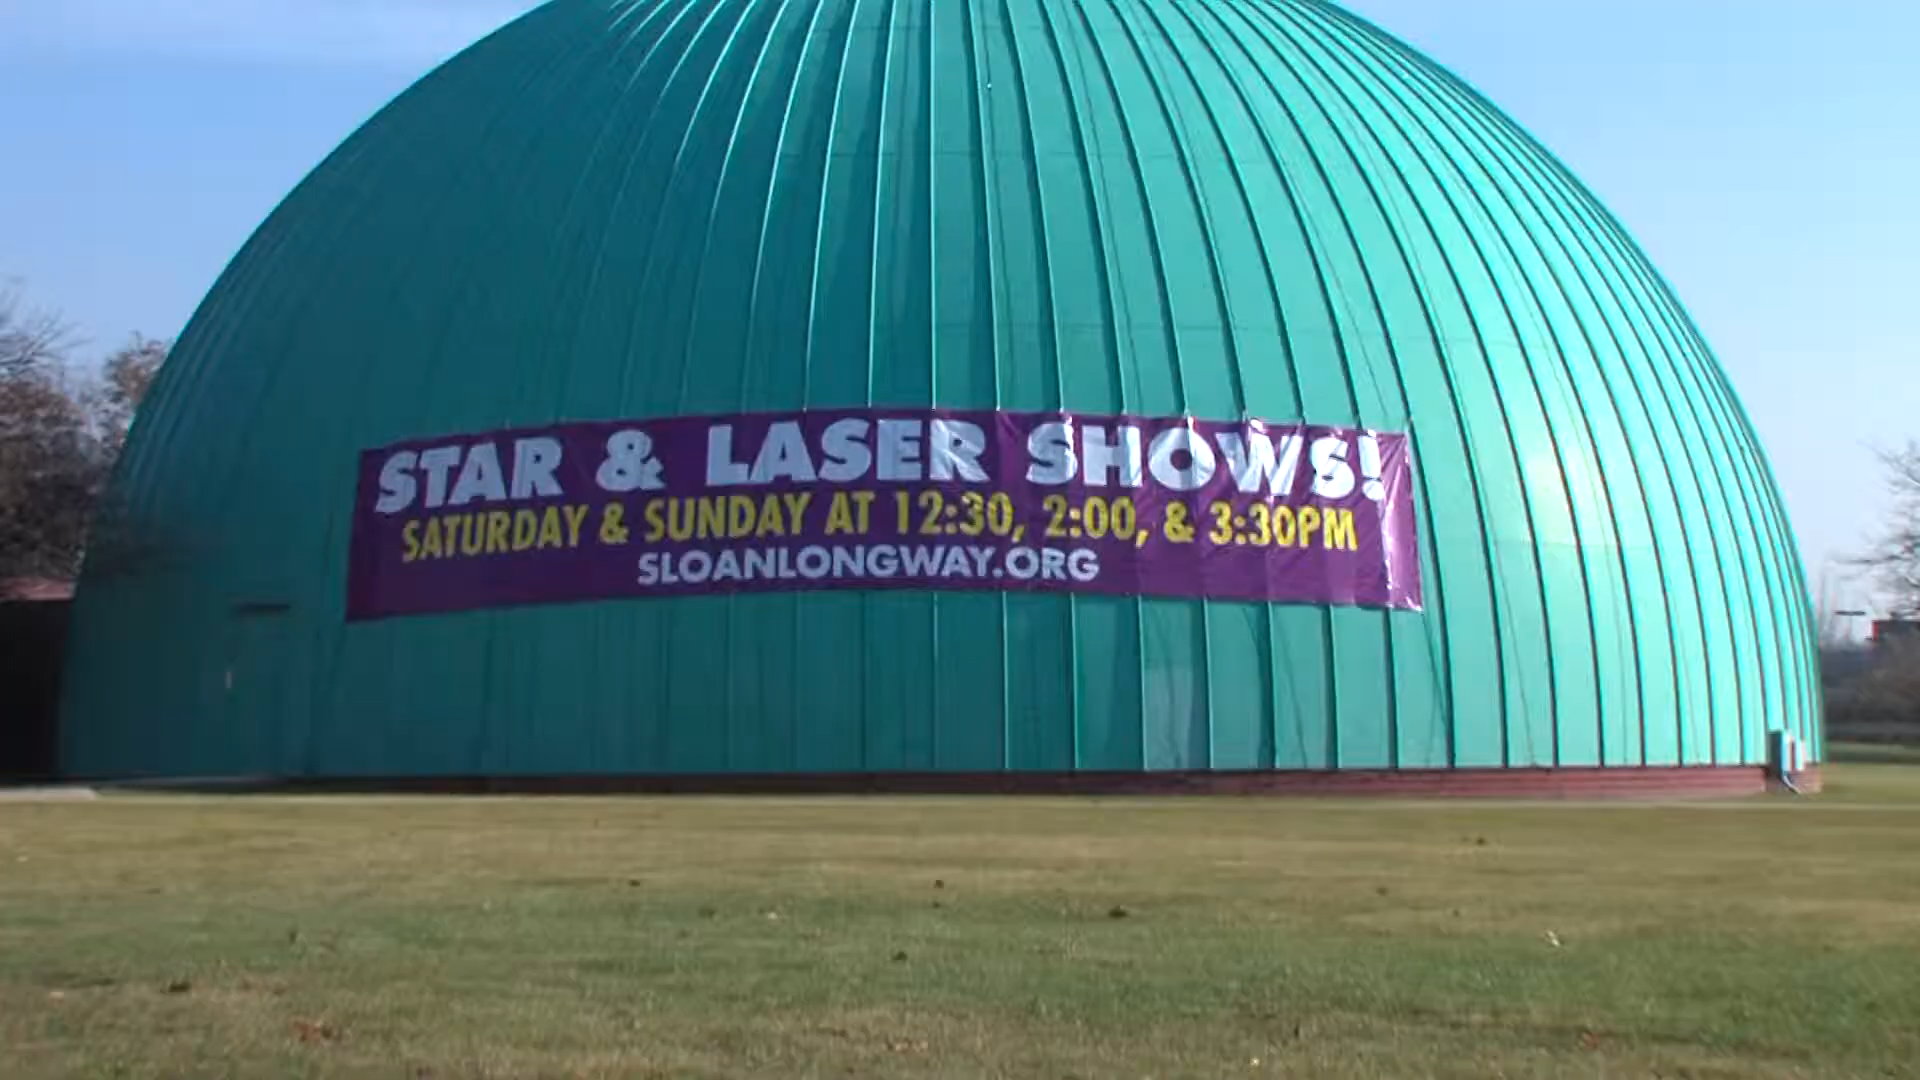 STAR & LASER SHOWS!
SATURDAY & SUNDAY AT 12:30, 2:00, & 3:30PM
SLOANLONGWAY.ORG